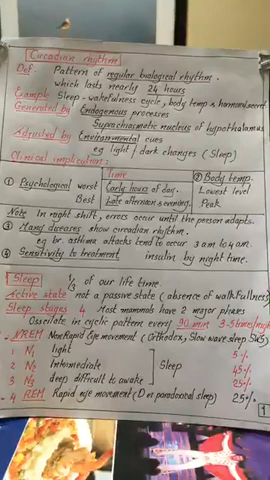 Circadian rhythm
Def. Pattern of regular biological rhythm.
which lasts nearly 24 hours
Example Sleep - wakefulness cycle, body temp & hormonal secret
Generated by Endogenous processes
Suprachiasmatic nucleus of hypothalamus
Adjusted by Environmental cues
eg light / dark changes (Sleep)
Clinical implication:
Time ② Body temp.
① Psychological worst Early hours of day. Lowest level
Best Late afternoon & evening. Peak
Note In night shift, errors occur until the person adapts.
③ Many diseases show circadian rhythm.
eg br. asthma attacks tend to occur 3 am to 4 am.
④ Sensitivity to treatment insulin by night time.
Sleep 1/3 of our life time.
Active state not a passive state (absence of wakfullness)
Sleep stages 4 Most mammals have 2 major phases
Osscilate in cyclic pattern every 90 min 3-5 times/night
NREM Non Rapid Eye movement (Orthodox, Slow wave sleep SWS)
1 N1 light 5%
2 N2 Intermediate Sleep 45%
3 N3 deep difficult to awake 25%
4 REM Rapid eye movement (D or paradoxical sleep) 25%
1